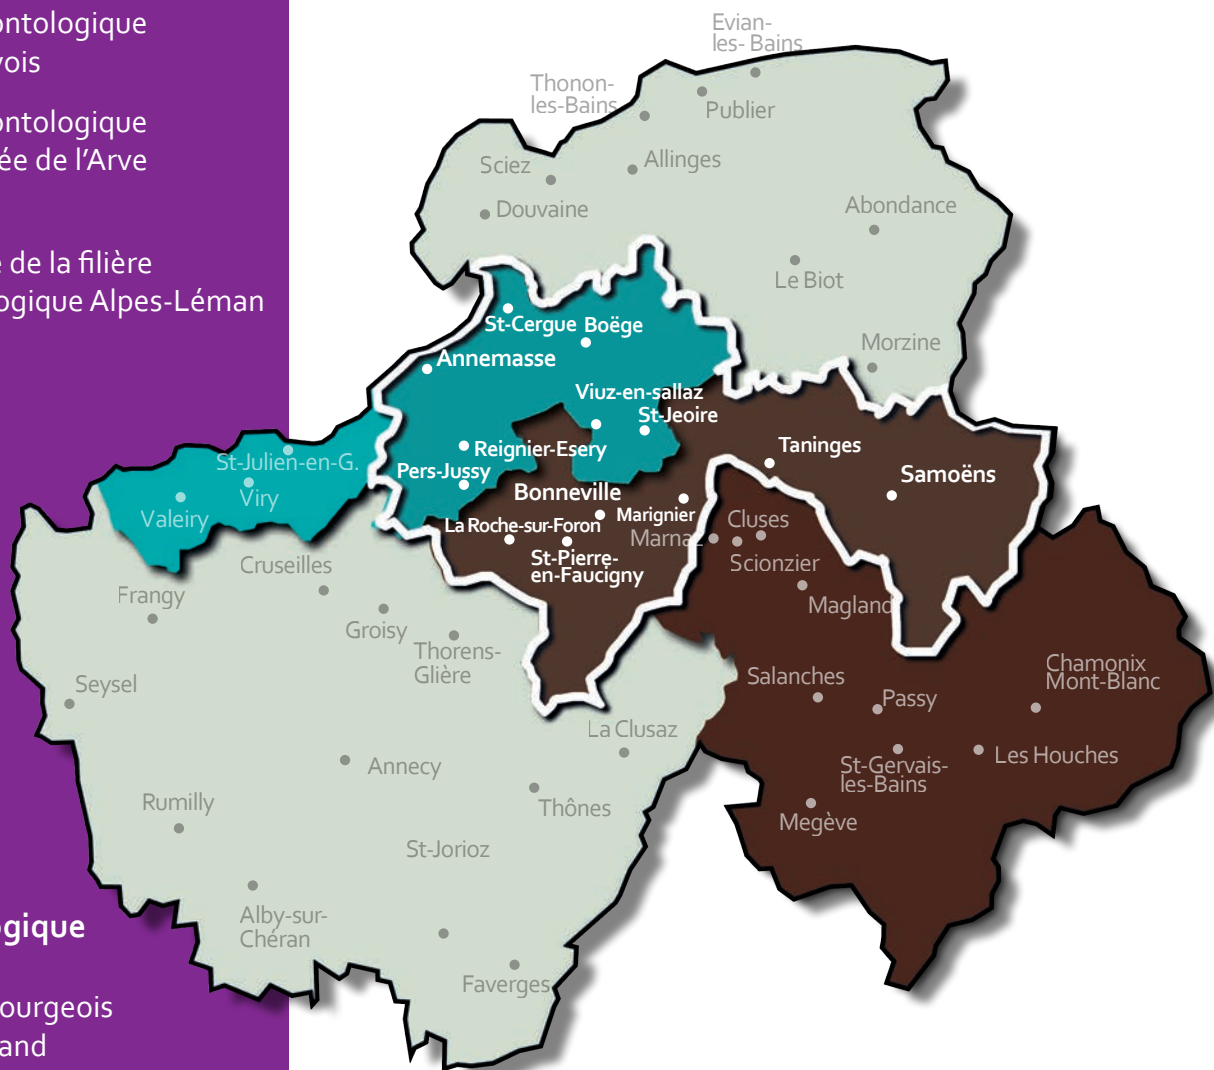 ontologique
vois
ontologique
ée de l'Arve
e de la filière
ogique Alpes-Léman
ogique
ourgeois
and
Evian-
les- Bains
Thonon-
les-Bains
Publier
Sciez
Allinges
Douvaine
Abondance
Le Biot
Morzine
St-Cergue
Boëge
Annemasse
Viuz-en-sallaz
St-Jeoire
Reignier-Esery
Pers-Jussy
Taninges
Samoëns
St-Julien-en-G.
Viry
Valeiry
Bonneville
Marignier
La Roche-sur-Foron
St-Pierre-
en-Faucigny
Marnaz
Cluses
Scionzier
Magland
Cruseilles
Frangy
Groisy
Thorens-
Glière
Seysel
Salanches
Passy
Chamonix
Mont-Blanc
La Clusaz
Annecy
St-Gervais-
les-Bains
Les Houches
Rumilly
Thônes
Megève
St-Jorioz
Alby-sur-
Chéran
Faverges